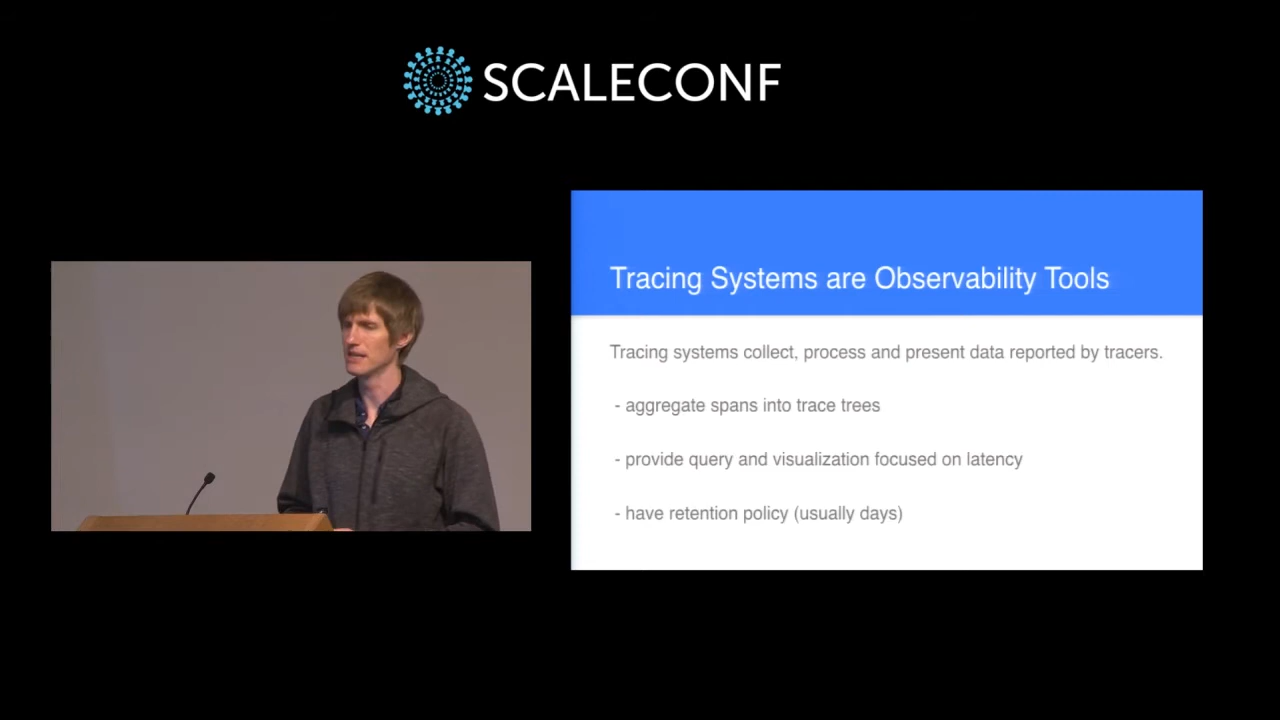 SCALECONF
Tracing Systems are Observability Tools
Tracing systems collect, process and present data reported by tracers.
- aggregate spans into trace trees
- provide query and visualization focused on latency
- have retention policy (usually days)